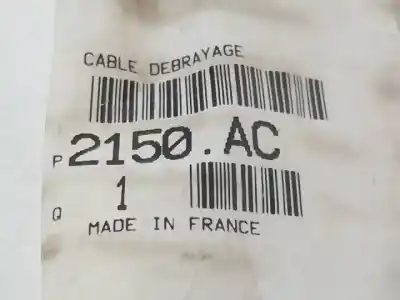 CABLE DEBRAYAGE
P 2150.AC
Q 1
MADE IN FRANCE